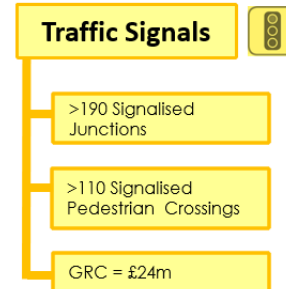 Traffic Signals
>190 Signalised
Junctions
>110 Signalised
Pedestrian Crossings
GRC = £24m